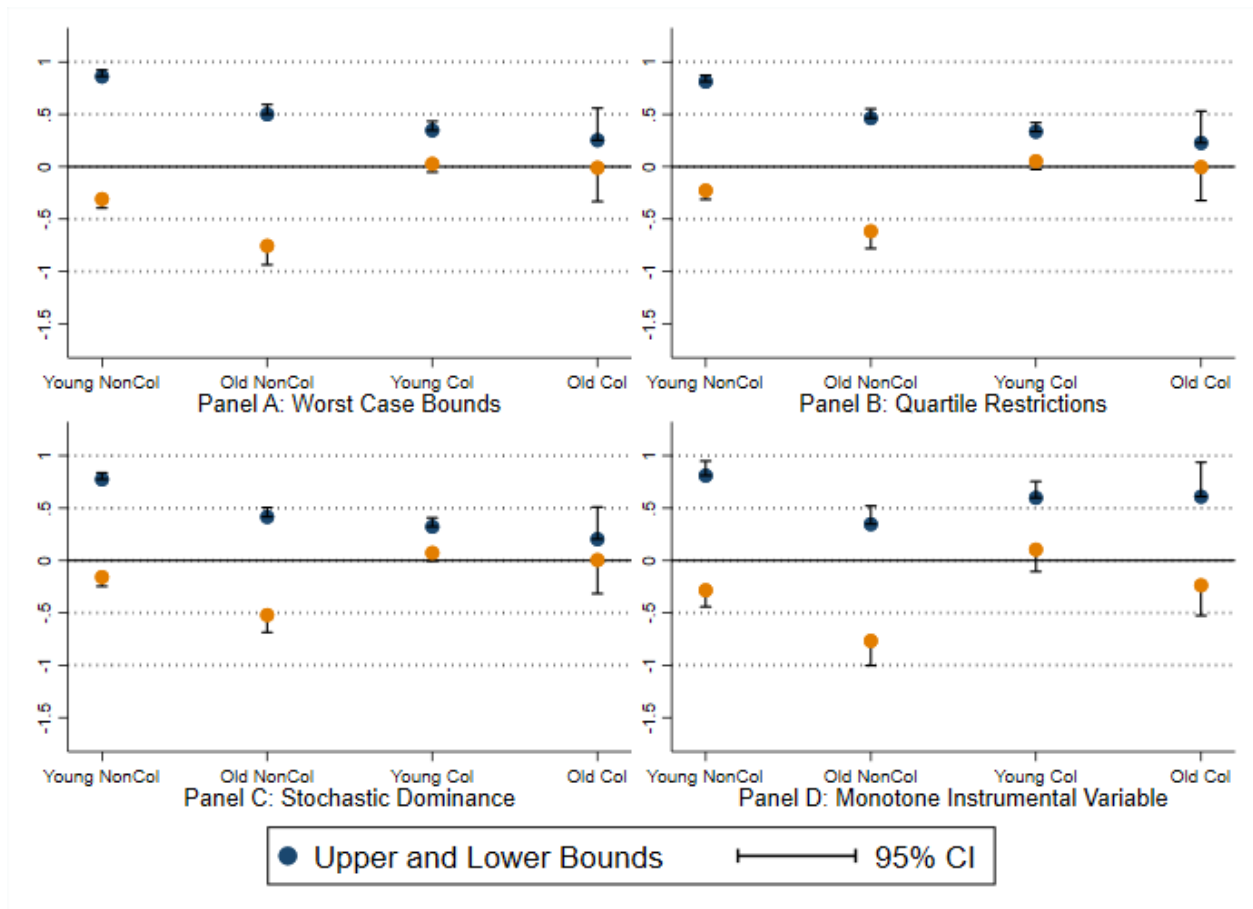 1
.5
0
-.5
-1
-1.5
Young NonCol Old NonCol Young Col Old Col
Panel A: Worst Case Bounds
1
.5
0
-.5
-1
-1.5
Young NonCol Old NonCol Young Col Old Col
Panel B: Quartile Restrictions
1
.5
0
-.5
-1
-1.5
Young NonCol Old NonCol Young Col Old Col
Panel C: Stochastic Dominance
1
.5
0
-.5
-1
-1.5
Young NonCol Old NonCol Young Col Old Col
Panel D: Monotone Instrumental Variable
Upper and Lower Bounds 95% CI